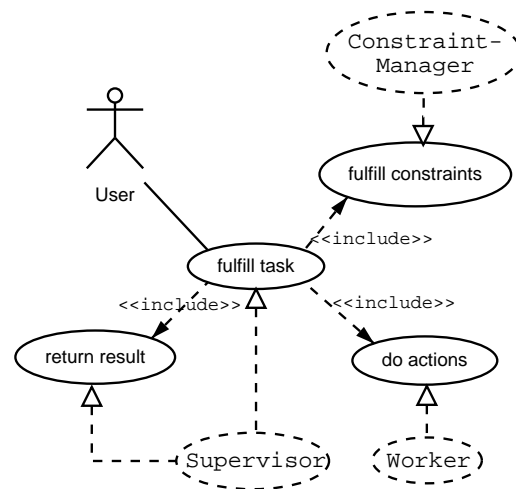 Constraint-
Manager
fulfill constraints
User
<<include>>
fulfill task
<<include>>
<<include>>
return result
do actions
Supervisor
Worker